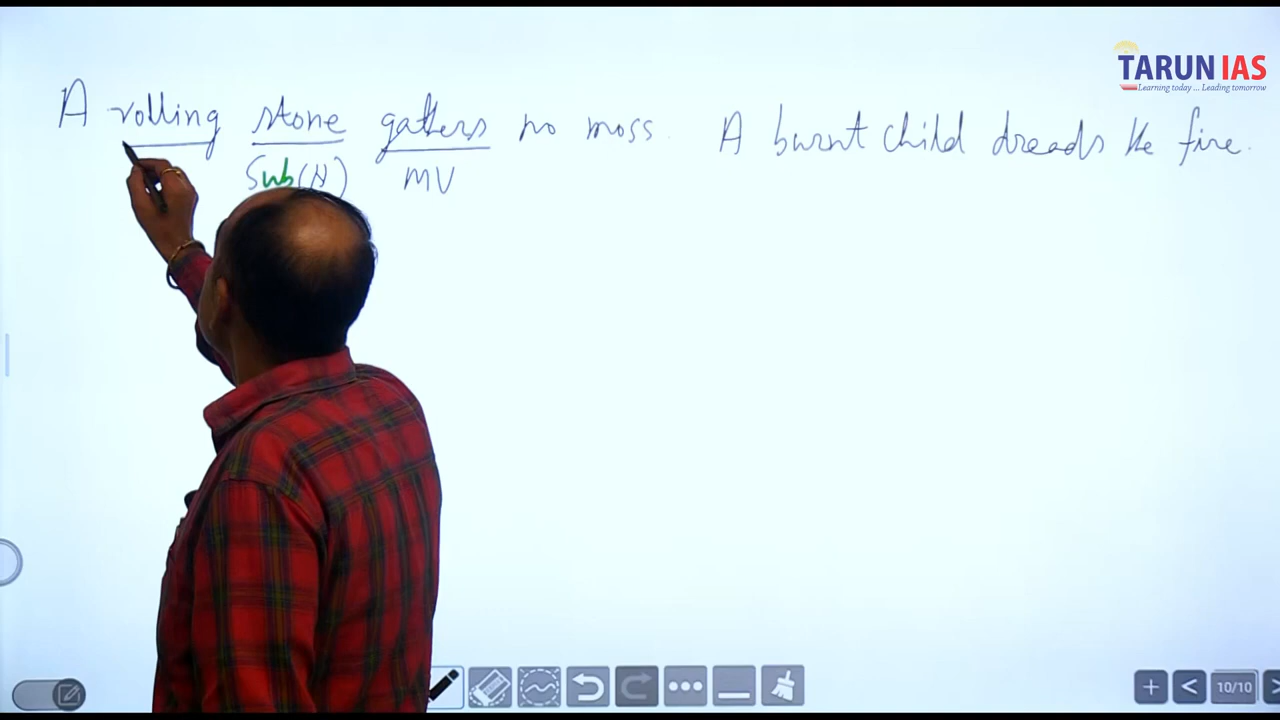 TARUN IAS
Learning today ... Leading tomorrow
A rolling stone gathers no moss. A burnt child dreads the fire.
Sub(N) MV
10/10